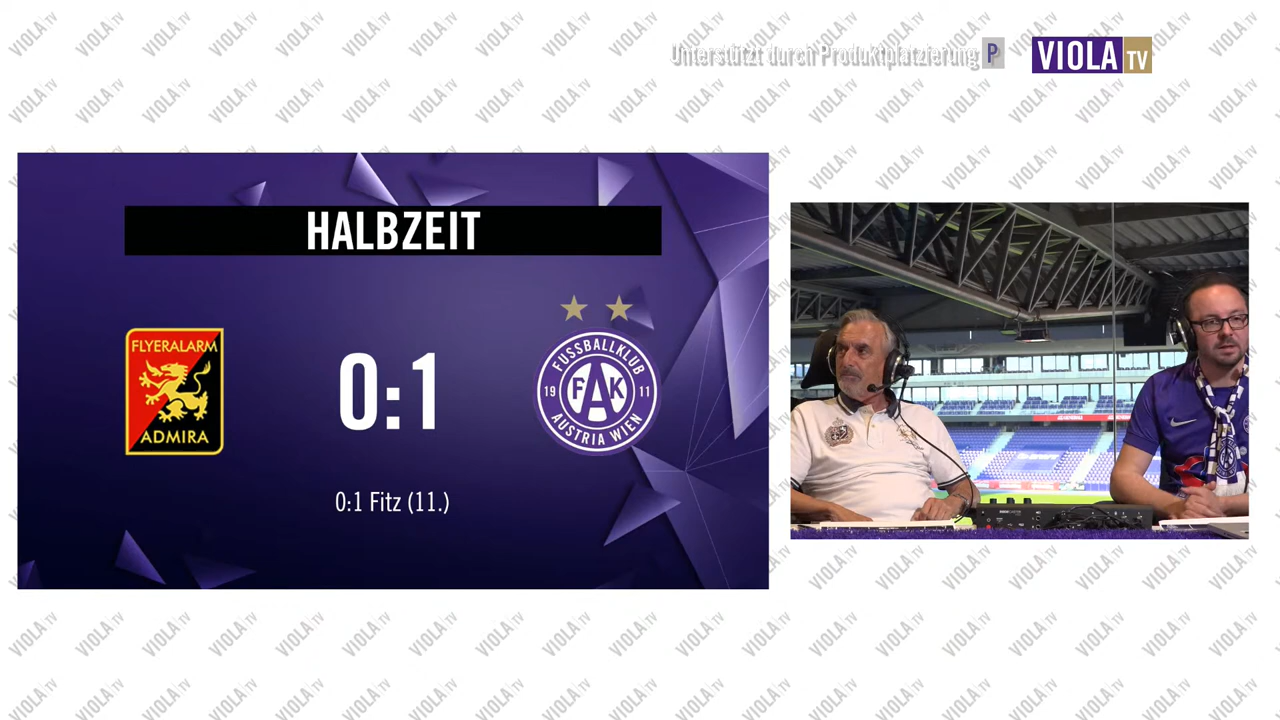 Unterstützt durch Produktplatzierung P
VIOLA TV
HALBZEIT
FLYERALARM
ADMIRA
0:1
FUSSBALLKLUB
19 FAK 11
AUSTRIA WIEN
0:1 Fitz (11.)